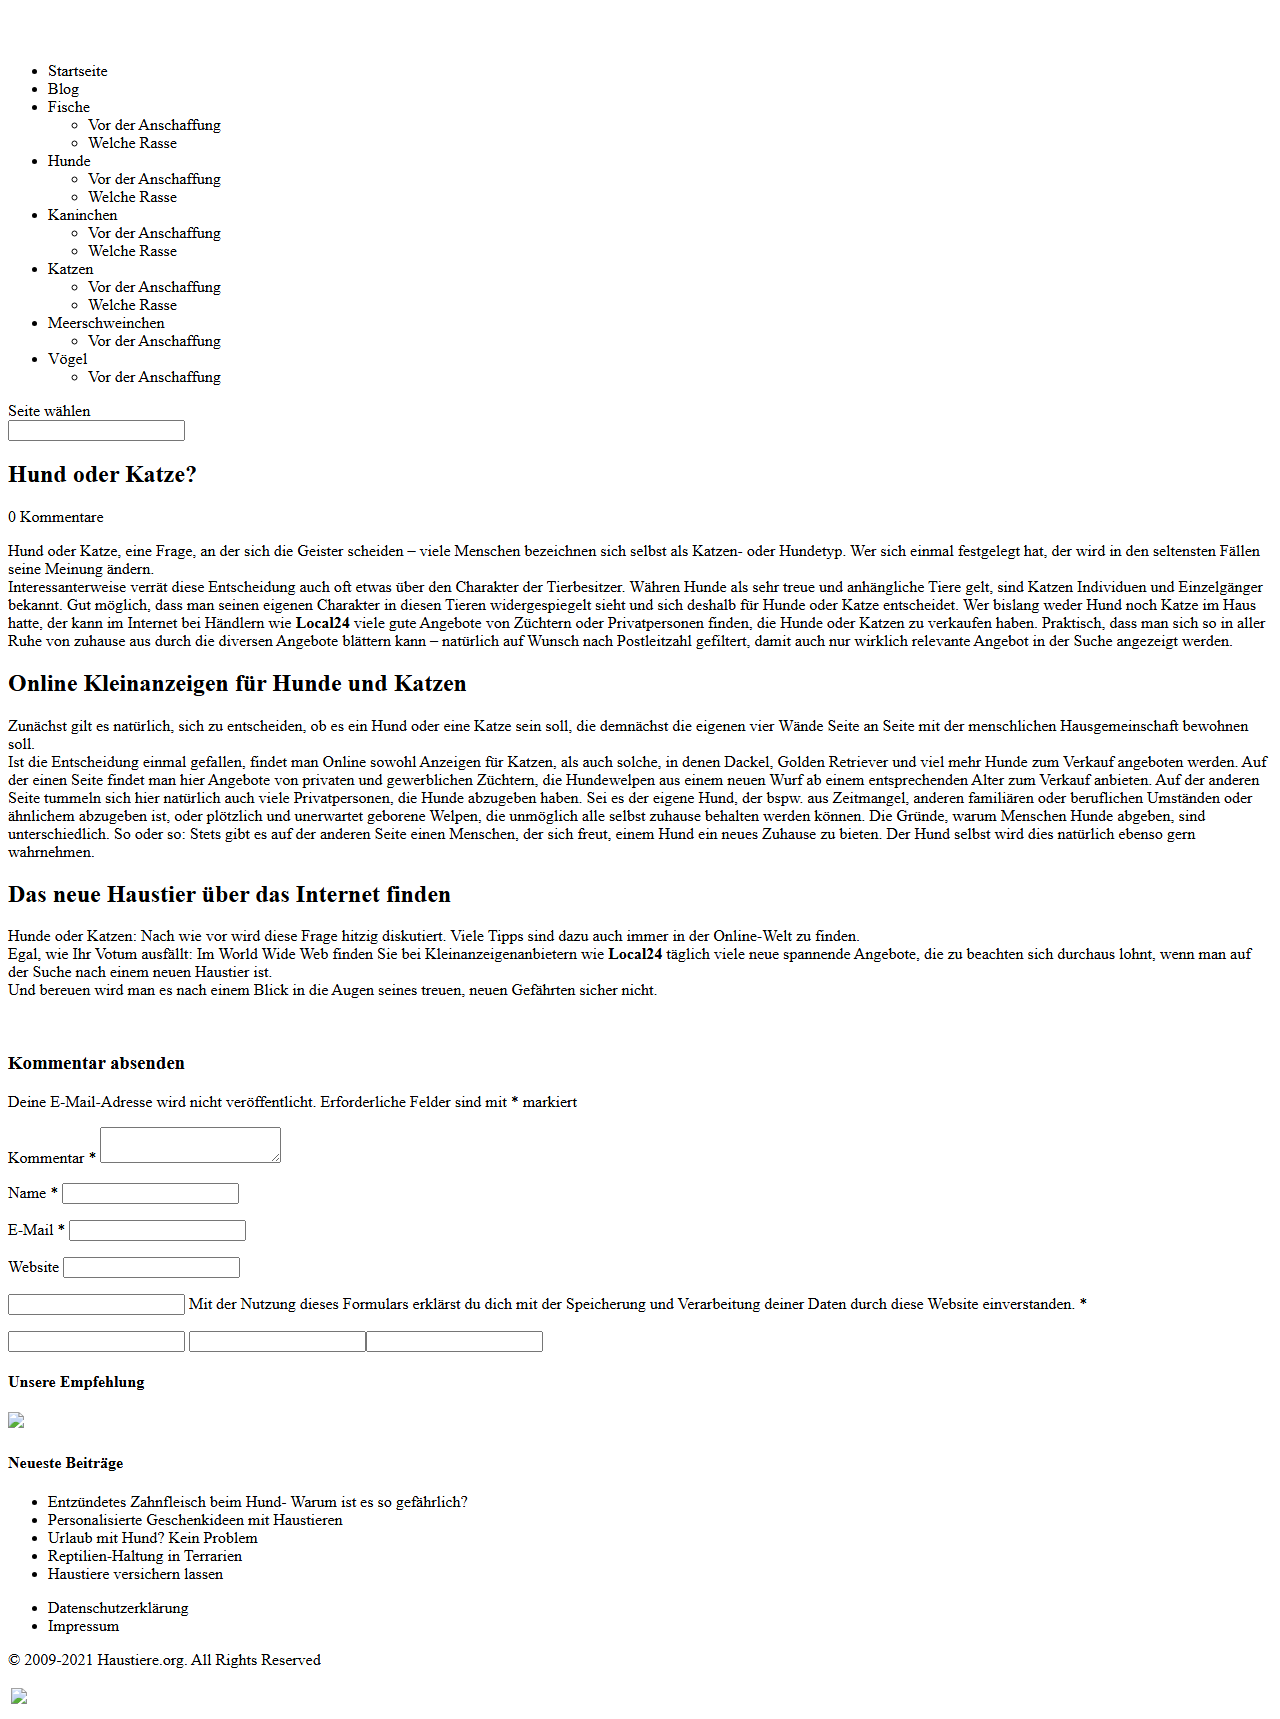 Startseite
Blog
Fische
Vor der Anschaffung
Welche Rasse
Hunde
Vor der Anschaffung
Welche Rasse
Kaninchen
Vor der Anschaffung
Welche Rasse
Katzen
Vor der Anschaffung
Welche Rasse
Meerschweinchen
Vor der Anschaffung
Vögel
Vor der Anschaffung
Seite wählen
Hund oder Katze?
0 Kommentare
Hund oder Katze, eine Frage, an der sich die Geister scheiden – viele Menschen bezeichnen sich selbst als Katzen- oder Hundetyp. Wer sich einmal festgelegt hat, der wird in den seltensten Fällen
seine Meinung ändern.
Interessanterweise verrät diese Entscheidung auch oft etwas über den Charakter der Tierbesitzer. Währen Hunde als sehr treue und anhängliche Tiere gelt, sind Katzen Individuen und Einzelgänger
bekannt. Gut möglich, dass man seinen eigenen Charakter in diesen Tieren widergespiegelt sieht und sich deshalb für Hunde oder Katze entscheidet. Wer bislang weder Hund noch Katze im Haus
hatte, der kann im Internet bei Händlern wie Local24 viele gute Angebote von Züchtern oder Privatpersonen finden, die Hunde oder Katzen zu verkaufen haben. Praktisch, dass man sich so in aller
Ruhe von zuhause aus durch die diversen Angebote blättern kann – natürlich auf Wunsch nach Postleitzahl gefiltert, damit auch nur wirklich relevante Angebot in der Suche angezeigt werden.
Online Kleinanzeigen für Hunde und Katzen
Zunächst gilt es natürlich, sich zu entscheiden, ob es ein Hund oder eine Katze sein soll, die demnächst die eigenen vier Wände Seite an Seite mit der menschlichen Hausgemeinschaft bewohnen
soll.
Ist die Entscheidung einmal gefallen, findet man Online sowohl Anzeigen für Katzen, als auch solche, in denen Dackel, Golden Retriever und viel mehr Hunde zum Verkauf angeboten werden. Auf
der einen Seite findet man hier Angebote von privaten und gewerblichen Züchtern, die Hundewelpen aus einem neuen Wurf ab einem entsprechenden Alter zum Verkauf anbieten. Auf der anderen
Seite tummeln sich hier natürlich auch viele Privatpersonen, die Hunde abzugeben haben. Sei es der eigene Hund, der bspw. aus Zeitmangel, anderen familiären oder beruflichen Umständen oder
ähnlichem abzugeben ist, oder plötzlich und unerwartet geborene Welpen, die unmöglich alle selbst zuhause behalten werden können. Die Gründe, warum Menschen Hunde abgeben, sind
unterschiedlich. So oder so: Stets gibt es auf der anderen Seite einen Menschen, der sich freut, einem Hund ein neues Zuhause zu bieten. Der Hund selbst wird dies natürlich ebenso gern
wahrnehmen.
Das neue Haustier über das Internet finden
Hunde oder Katzen: Nach wie vor wird diese Frage hitzig diskutiert. Viele Tipps sind dazu auch immer in der Online-Welt zu finden.
Egal, wie Ihr Votum ausfällt: Im World Wide Web finden Sie bei Kleinanzeigenanbietern wie Local24 täglich viele neue spannende Angebote, die zu beachten sich durchaus lohnt, wenn man auf
der Suche nach einem neuen Haustier ist.
Und bereuen wird man es nach einem Blick in die Augen seines treuen, neuen Gefährten sicher nicht.
Kommentar absenden
Deine E-Mail-Adresse wird nicht veröffentlicht. Erforderliche Felder sind mit * markiert
Kommentar *
Name *
E-Mail *
Website
Mit der Nutzung dieses Formulars erklärst du dich mit der Speicherung und Verarbeitung deiner Daten durch diese Website einverstanden. *
Unsere Empfehlung
Neueste Beiträge
Entzündetes Zahnfleisch beim Hund- Warum ist es so gefährlich?
Personalisierte Geschenkideen mit Haustieren
Urlaub mit Hund? Kein Problem
Reptilien-Haltung in Terrarien
Haustiere versichern lassen
Datenschutzerklärung
Impressum
© 2009-2021 Haustiere.org. All Rights Reserved